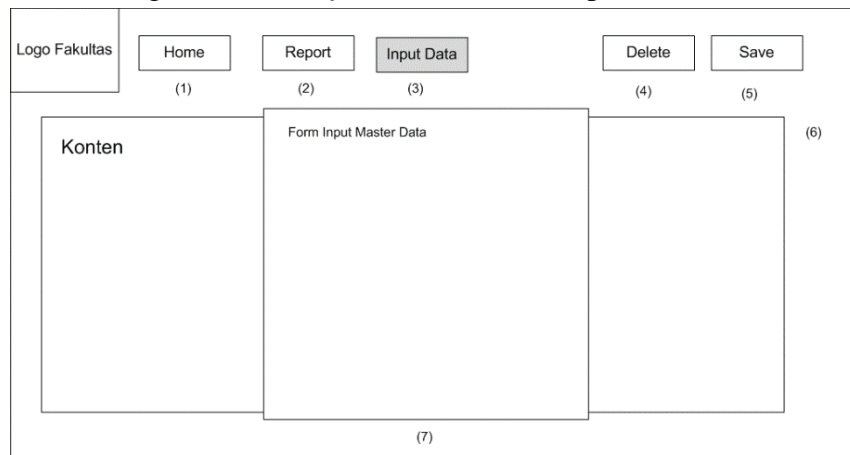 Logo Fakultas
Home
Report
Input Data
Delete
Save
(1)
(2)
(3)
(4)
(5)
Konten
Form Input Master Data
(6)
(7)